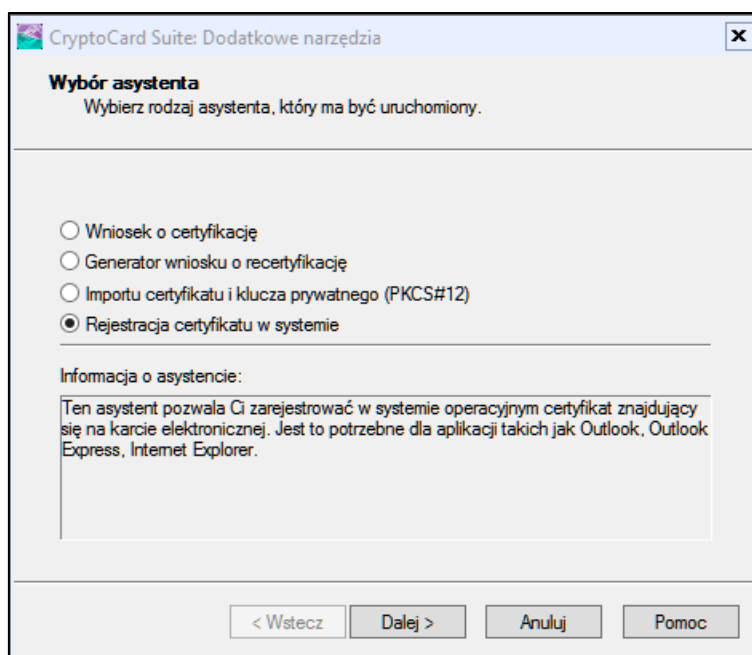 CryptoCard Suite: Dodatkowe narzędzia
Wybór asystenta
Wybierz rodzaj asystenta, który ma być uruchomiony.
Wniosek o certyfikację
Generator wniosku o recertyfikację
Importu certyfikatu i klucza prywatnego (PKCS#12)
Rejestracja certyfikatu w systemie
Informacja o asystencie:
Ten asystent pozwala Ci zarejestrować w systemie operacyjnym certyfikat znajdujący
się na karcie elektronicznej. Jest to potrzebne dla aplikacji takich jak Outlook, Outlook
Express, Internet Explorer.
< Wstecz Dalej > Anuluj Pomoc